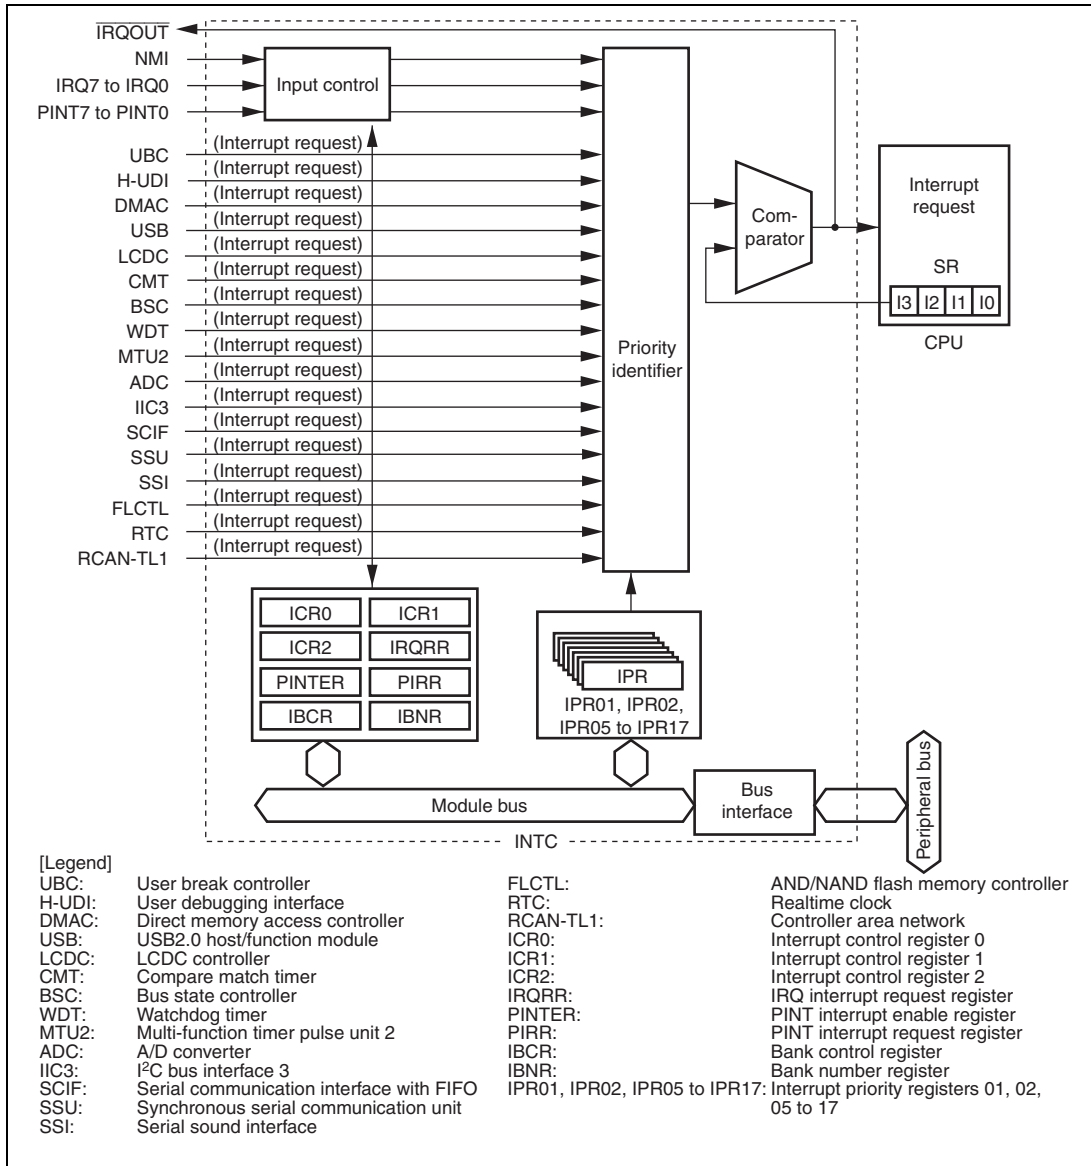 IRQOUT
NMI
IRQ7 to IRQ0
PINT7 to PINT0
Input control
UBC
(Interrupt request)
H-UDI
(Interrupt request)
DMAC
(Interrupt request)
USB
(Interrupt request)
LCDC
(Interrupt request)
CMT
(Interrupt request)
BSC
(Interrupt request)
WDT
(Interrupt request)
MTU2
(Interrupt request)
ADC
(Interrupt request)
IIC3
(Interrupt request)
SCIF
(Interrupt request)
SSU
(Interrupt request)
SSI
(Interrupt request)
FLCTL
(Interrupt request)
RTC
(Interrupt request)
RCAN-TL1
(Interrupt request)
Priority
identifier
Com-
parator
Interrupt
request
SR
I3 I2 I1 I0
CPU
ICR0 ICR1
ICR2 IRQRR
PINTER PIRR
IBCR IBNR
IPR
IPR01, IPR02,
IPR05 to IPR17
Module bus
Bus
interface
Peripheral bus
INTC
[Legend]
UBC: User break controller
H-UDI: User debugging interface
DMAC: Direct memory access controller
USB: USB2.0 host/function module
LCDC: LCDC controller
CMT: Compare match timer
BSC: Bus state controller
WDT: Watchdog timer
MTU2: Multi-function timer pulse unit 2
ADC: A/D converter
IIC3: I²C bus interface 3
SCIF: Serial communication interface with FIFO
SSU: Synchronous serial communication unit
SSI: Serial sound interface
FLCTL: AND/NAND flash memory controller
RTC: Realtime clock
RCAN-TL1: Controller area network
ICR0: Interrupt control register 0
ICR1: Interrupt control register 1
ICR2: Interrupt control register 2
IRQRR: IRQ interrupt request register
PINTER: PINT interrupt enable register
PIRR: PINT interrupt request register
IBCR: Bank control register
IBNR: Bank number register
IPR01, IPR02, IPR05 to IPR17: Interrupt priority registers 01, 02,
05 to 17